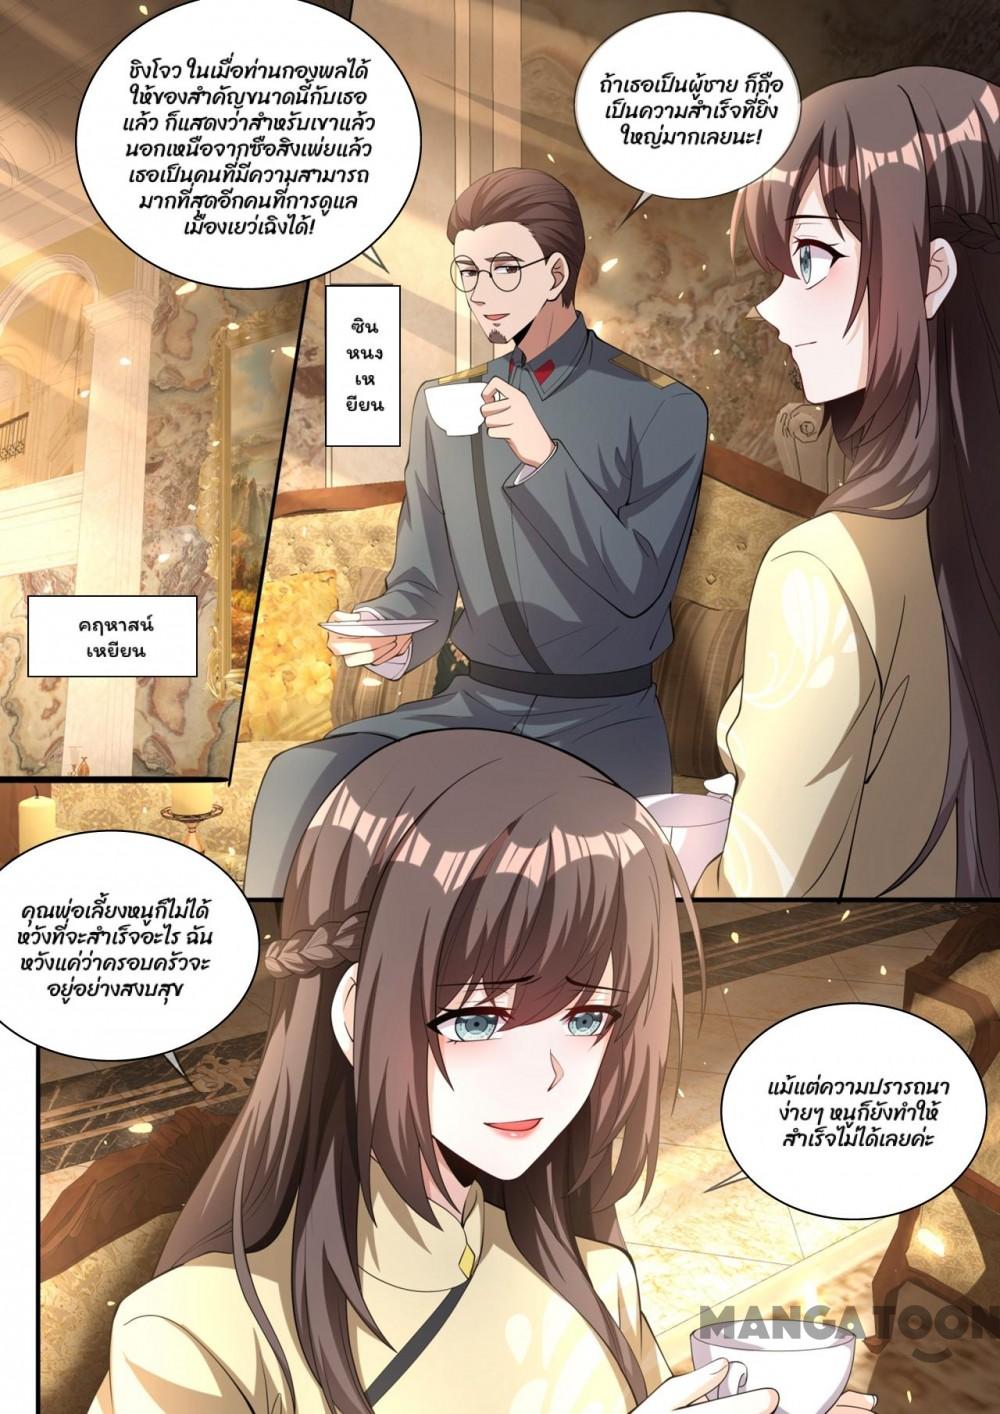 ชิงโจว ในเมื่อท่านกองพลได้
ให้ของสำคัญขนาดนี้กับเธอ
แล้ว ก็แสดงว่าสำหรับเขาแล้ว
นอกเหนือจากซือสิงเพ่ยแล้ว
เธอเป็นคนที่มีความสามารถ
มากที่สุดอีกคนที่การดูแล
เมืองเยว่เฉิงได้!
ถ้าเธอเป็นผู้ชาย ก็ถือ
เป็นความสำเร็จที่ยิ่ง
ใหญ่มากเลยนะ!
ซิน
หนง
เห
ยียน
คฤหาสน์
เหยียน
คุณพ่อเลี้ยงหนูก็ไม่ได้
หวังที่จะสำเร็จอะไร ฉัน
หวังแค่ว่าครอบครัวจะ
อยู่อย่างสงบสุข
แม้แต่ความปรารถนา
ง่ายๆ หนูก็ยังทำให้
สำเร็จไม่ได้เลยค่ะ
MANGATOON